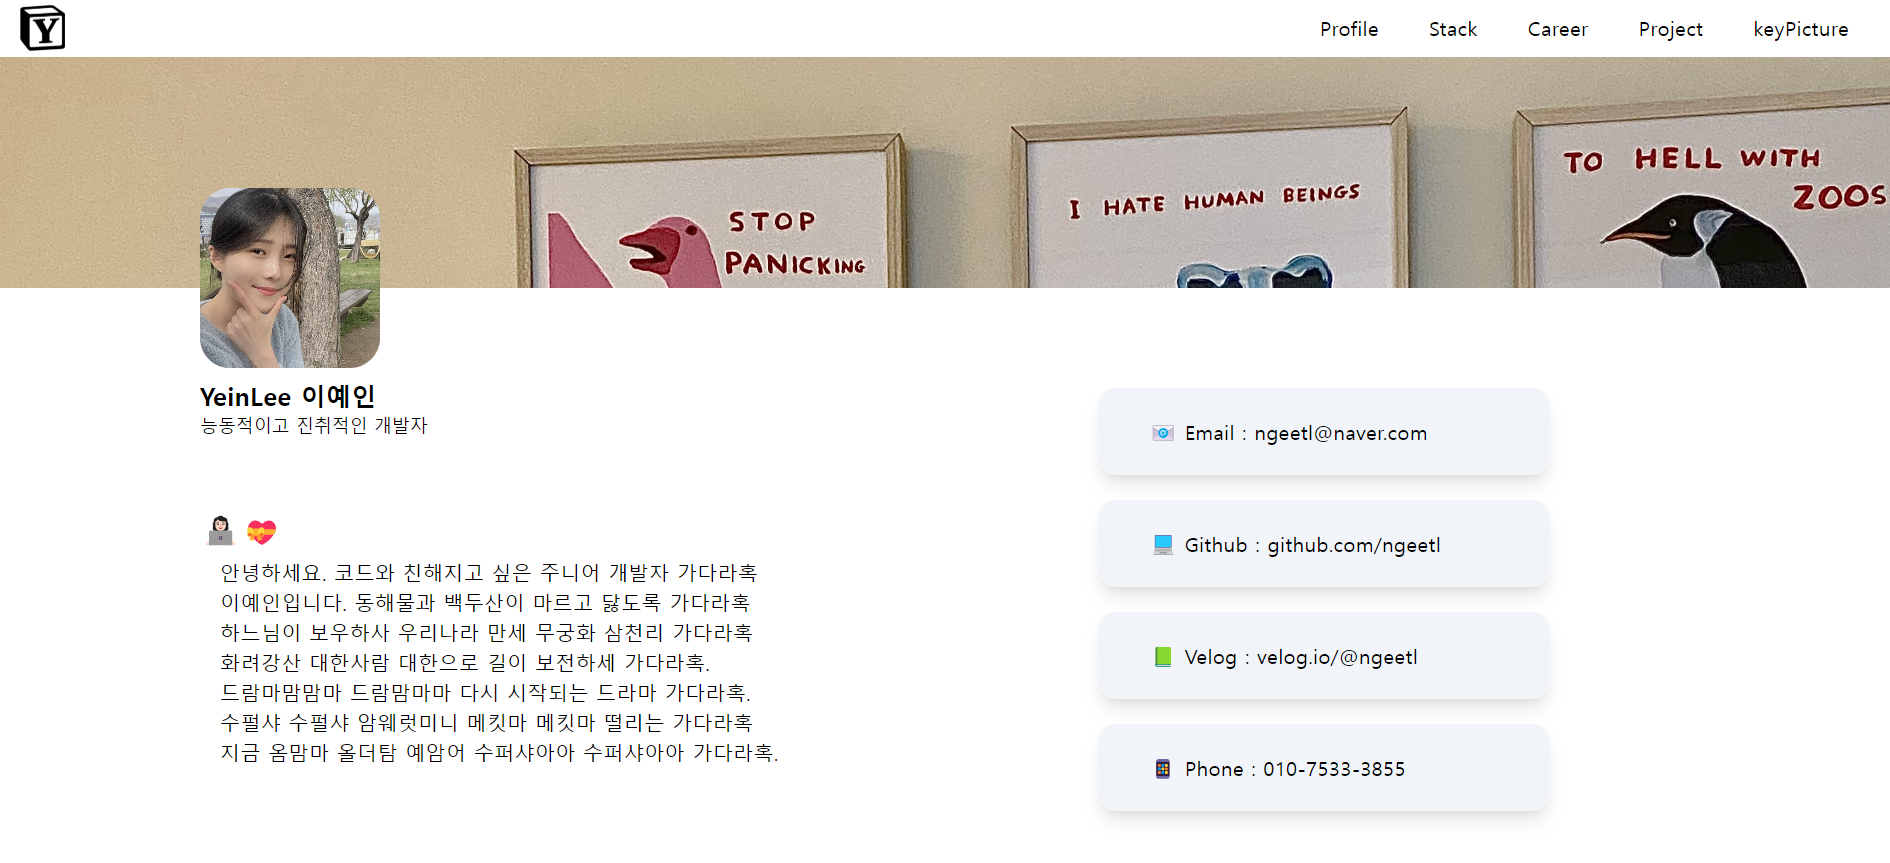 Y
Profile Stack Career Project keyPicture
STOP
PANICKING
I HATE HUMAN BEINGS
TO HELL WITH
ZOOS
YeinLee 이예인
능동적이고 진취적인 개발자
안녕하세요. 코드와 친해지고 싶은 주니어 개발자 가다라혹
이예인입니다. 동해물과 백두산이 마르고 닳도록 가다라혹
하느님이 보우하사 우리나라 만세 무궁화 삼천리 가다라혹
화려강산 대한사람 대한으로 길이 보전하세 가다라혹.
드람마맘맘마 드람맘마마 다시 시작되는 드라마 가다라혹.
수펄샤 수펄샤 암웨럿미니 메킷마 메킷마 떨리는 가다라혹
지금 옴맘마 올더탐 예암어 수퍼샤아아 수퍼샤아아 가다라혹.
Email : ngeetl@naver.com
Github : github.com/ngeetl
Velog : velog.io/@ngeetl
Phone : 010-7533-3855